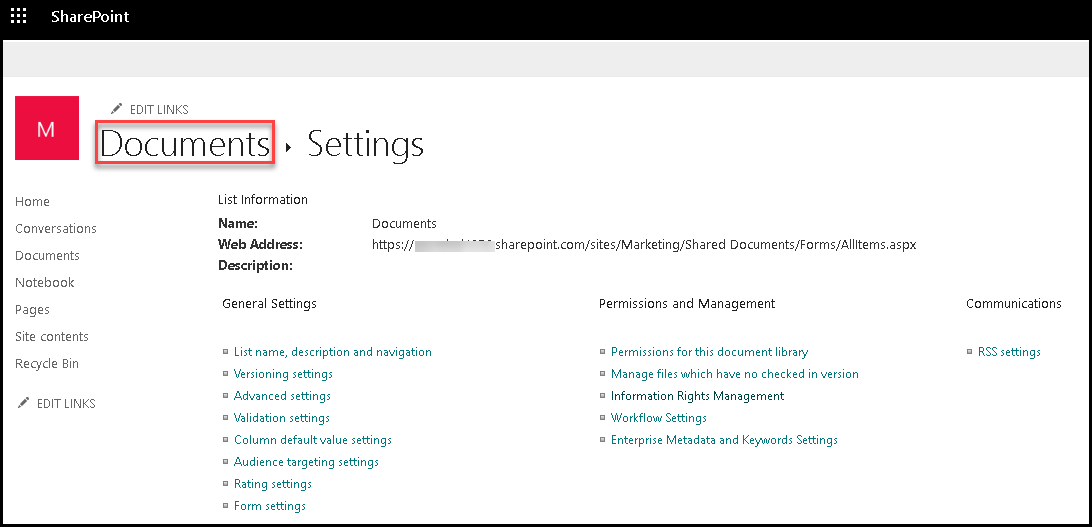 SharePoint
EDIT LINKS
M
Documents ▸ Settings
Home
Conversations
Documents
Notebook
Pages
Site contents
Recycle Bin
EDIT LINKS
List Information
Name: Documents
Web Address: https:// sharepoint.com/sites/Marketing/Shared Documents/Forms/AllItems.aspx
Description:
General Settings
List name, description and navigation
Versioning settings
Advanced settings
Validation settings
Column default value settings
Audience targeting settings
Rating settings
Form settings
Permissions and Management
Permissions for this document library
Manage files which have no checked in version
Information Rights Management
Workflow Settings
Enterprise Metadata and Keywords Settings
Communications
RSS settings